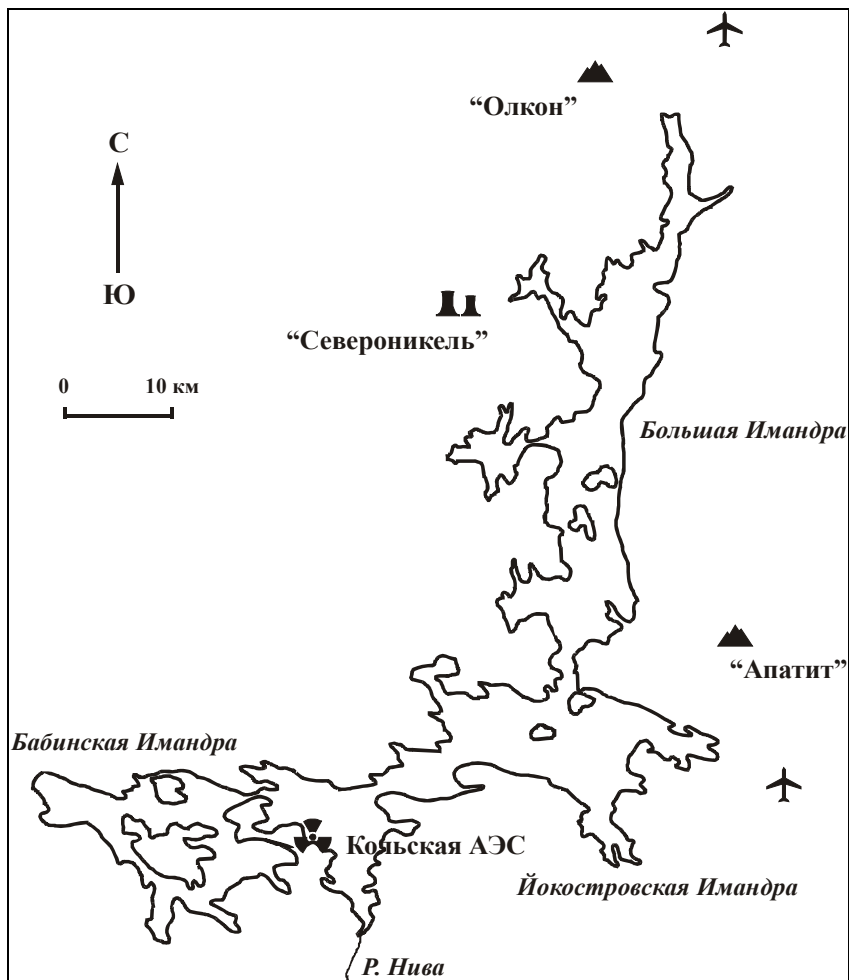 “Олкон”
С
Ю
“Североникель”
0 10 км
Большая Имандра
“Апатит”
Бабинская Имандра
Кольская АЭС
Йокостровская Имандра
Р. Нива